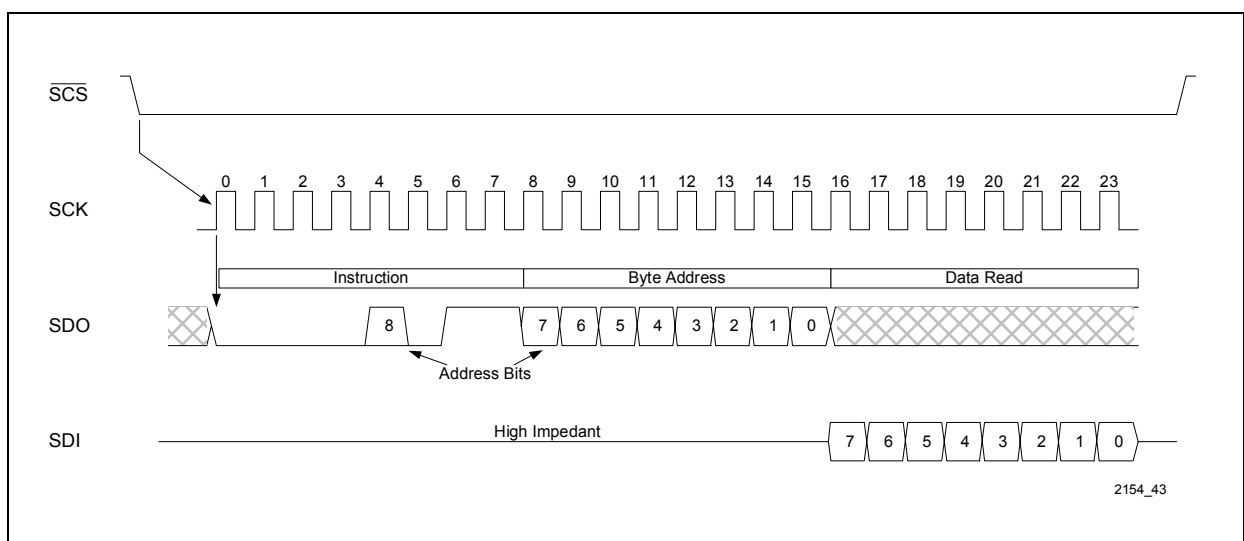 SCS
0 1 2 3 4 5 6 7 8 9 10 11 12 13 14 15 16 17 18 19 20 21 22 23
SCK
Instruction Byte Address Data Read
SDO 8 7 6 5 4 3 2 1 0
Address Bits
High Impedant
SDI 7 6 5 4 3 2 1 0
2154_43